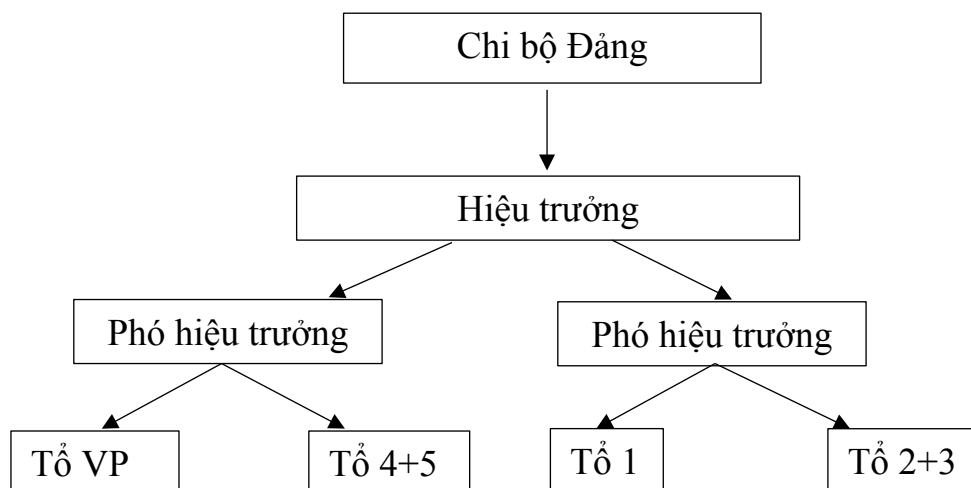 Chi bộ Đảng
Hiệu trưởng
Phó hiệu trưởng
Phó hiệu trưởng
Tổ VP
Tổ 4+5
Tổ 1
Tổ 2+3